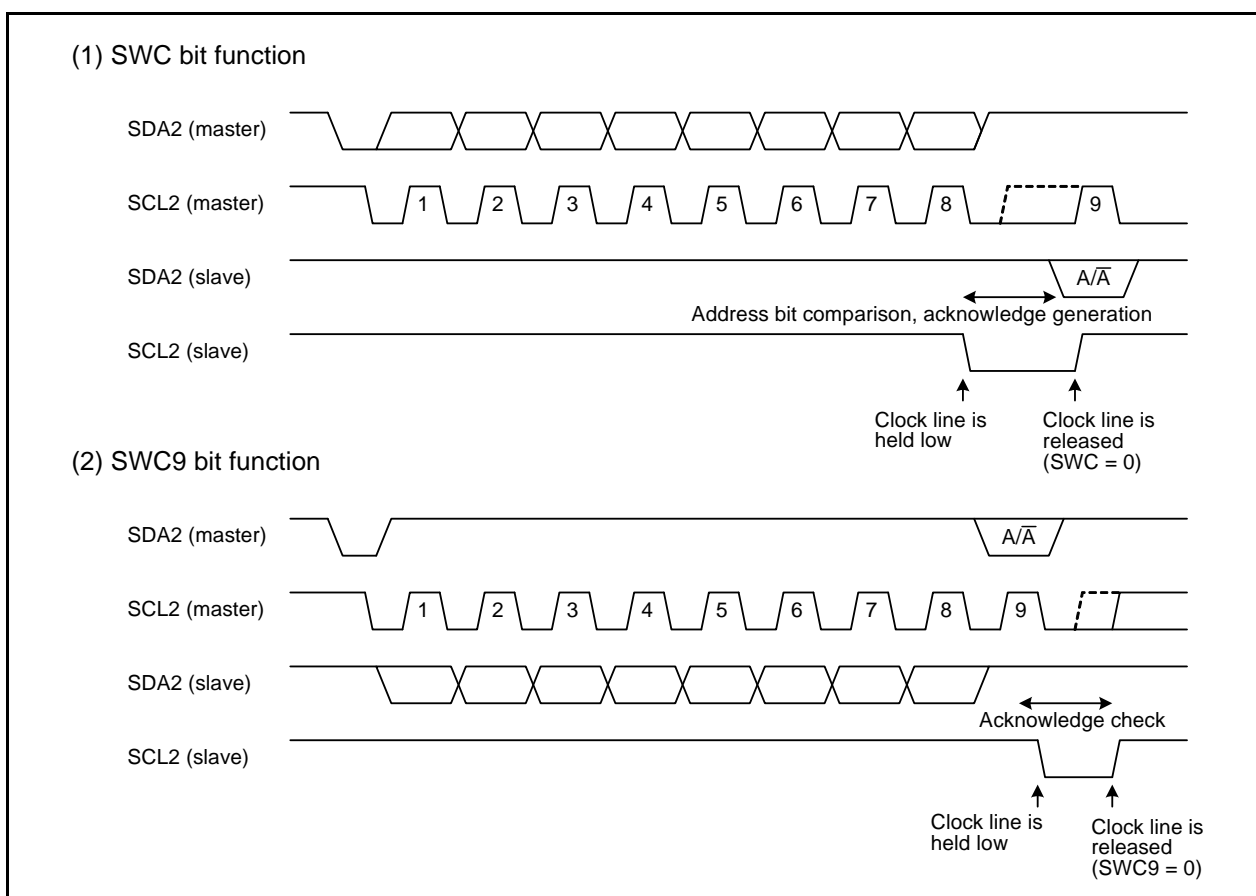 (1) SWC bit function
SDA2 (master)
SCL2 (master)
1 2 3 4 5 6 7 8 9
SDA2 (slave)
A/A̅
Address bit comparison, acknowledge generation
SCL2 (slave)
Clock line is
held low
Clock line is
released
(SWC = 0)
(2) SWC9 bit function
SDA2 (master)
A/A̅
SCL2 (master)
1 2 3 4 5 6 7 8 9
SDA2 (slave)
Acknowledge check
SCL2 (slave)
Clock line is
held low
Clock line is
released
(SWC9 = 0)